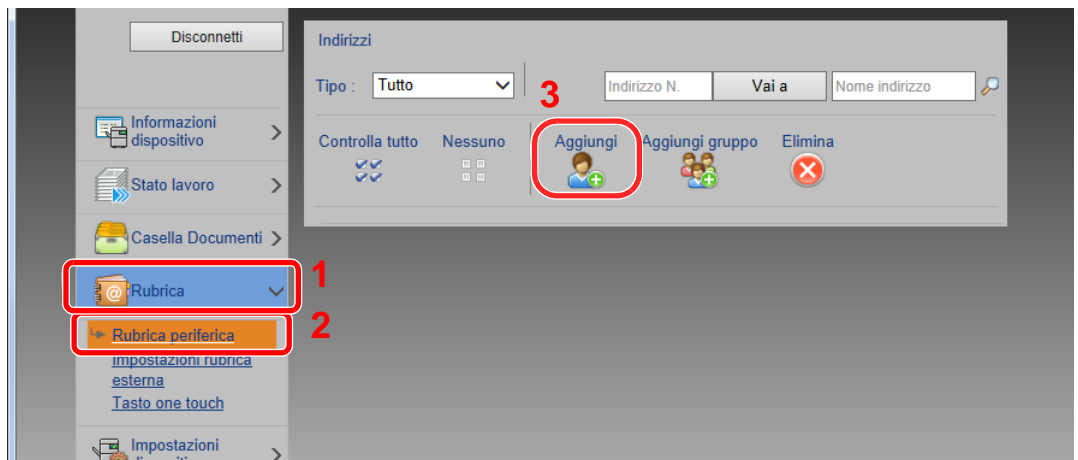 Disconnetti
Indirizzi
Tipo : Tutto
Indirizzo N.
Vai a
Nome indirizzo
3
Controlla tutto
Nessuno
Aggiungi
Aggiungi gruppo
Elimina
Informazioni
dispositivo
Stato lavoro
Casella Documenti
Rubrica
1
Rubrica periferica
2
Impostazioni rubrica
esterna
Tasto one touch
Impostazioni